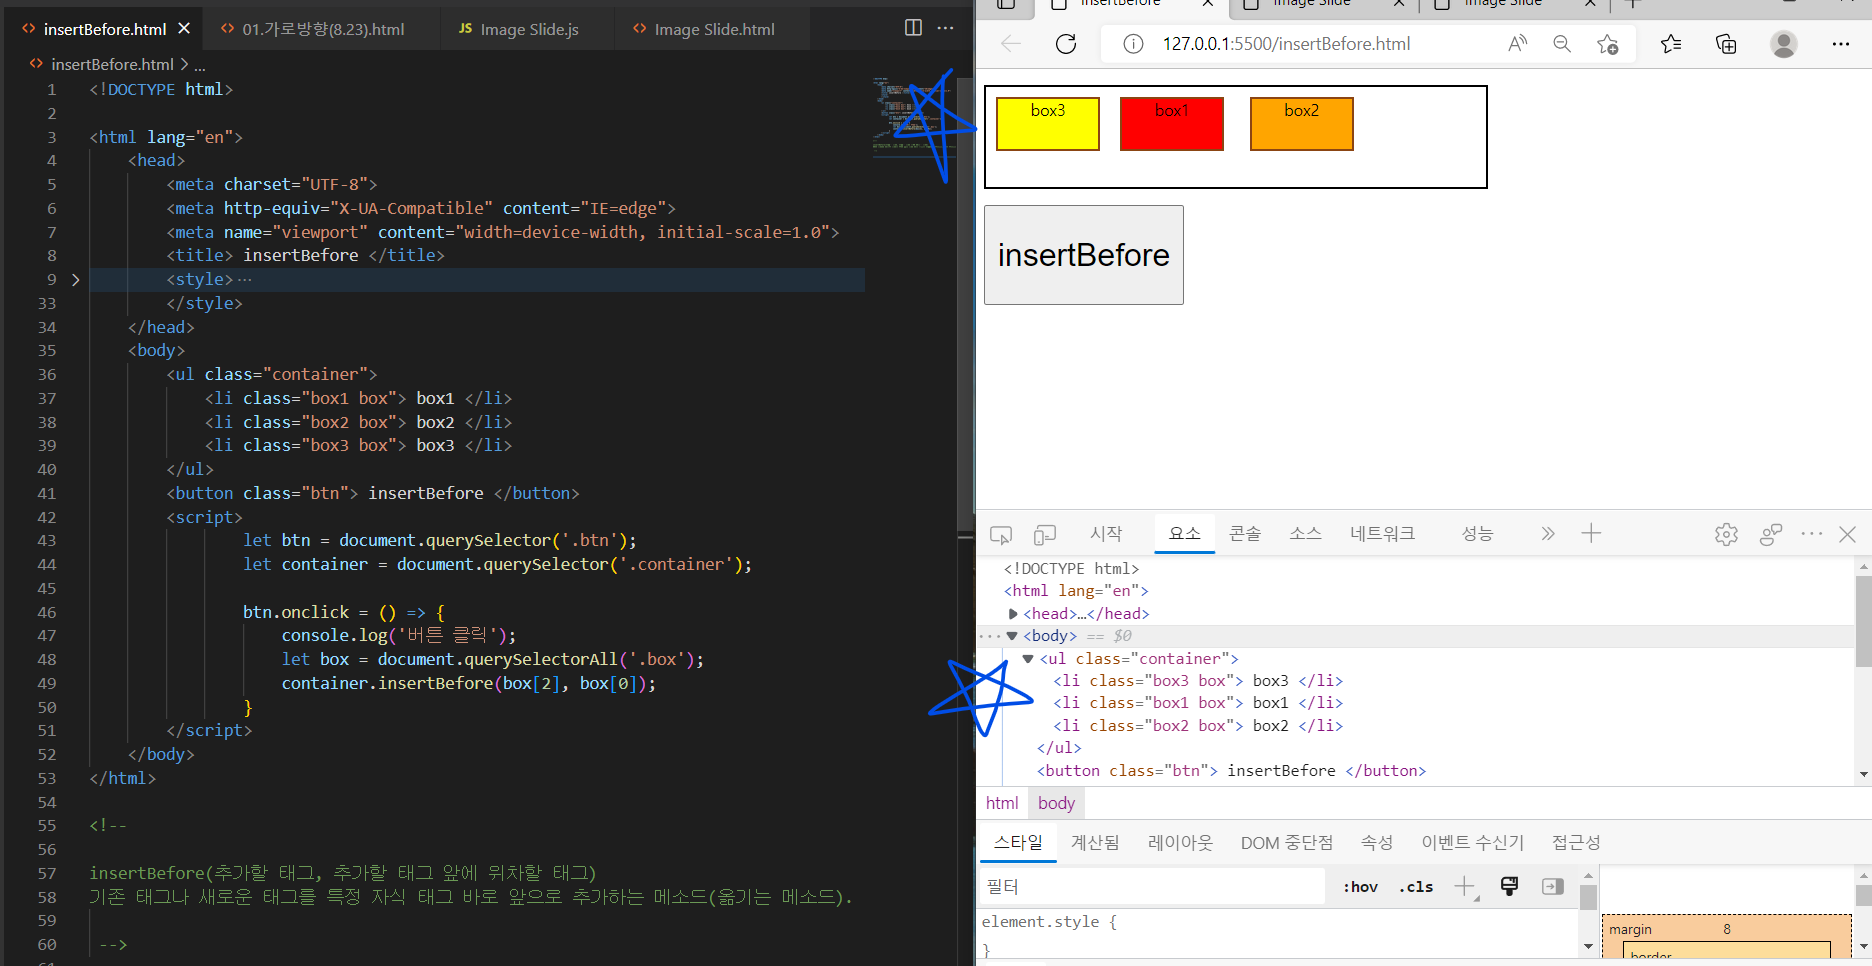 insertBefore.html
01.가로방향(8.23).html
JS Image Slide.js
Image Slide.html
insertBefore.html > ...
1 <!DOCTYPE html>
2
3 <html lang="en">
4 <head>
5 <meta charset="UTF-8">
6 <meta http-equiv="X-UA-Compatible" content="IE=edge">
7 <meta name="viewport" content="width=device-width, initial-scale=1.0">
8 <title> insertBefore </title>
9 <style>…
33 </style>
34 </head>
35 <body>
36 <ul class="container">
37 <li class="box1 box"> box1 </li>
38 <li class="box2 box"> box2 </li>
39 <li class="box3 box"> box3 </li>
40 </ul>
41 <button class="btn"> insertBefore </button>
42 <script>
43 let btn = document.querySelector('.btn');
44 let container = document.querySelector('.container');
45
46 btn.onclick = () => {
47 console.log('버튼 클릭');
48 let box = document.querySelectorAll('.box');
49 container.insertBefore(box[2], box[0]);
50 }
51 </script>
52 </body>
53 </html>
54
55 <!--
56
57 insertBefore(추가할 태그, 추가할 태그 앞에 위차할 태그)
58 기존 태그나 새로운 태그를 특정 자식 태그 바로 앞으로 추가하는 메소드(옮기는 메소드).
59
60 -->
61
insertBefore
Image Slide
Image Slide
127.0.0.1:5500/insertBefore.html
box3
box1
box2
insertBefore
시작
요소
콘솔
소스
네트워크
성능
<!DOCTYPE html>
<html lang="en">
<head>…</head>
<body> == $0
<ul class="container">
<li class="box3 box"> box3 </li>
<li class="box1 box"> box1 </li>
<li class="box2 box"> box2 </li>
</ul>
<button class="btn"> insertBefore </button>
html
body
스타일
계산됨
레이아웃
DOM 중단점
속성
이벤트 수신기
접근성
필터
:hov
.cls
element.style {
}
margin
8
border